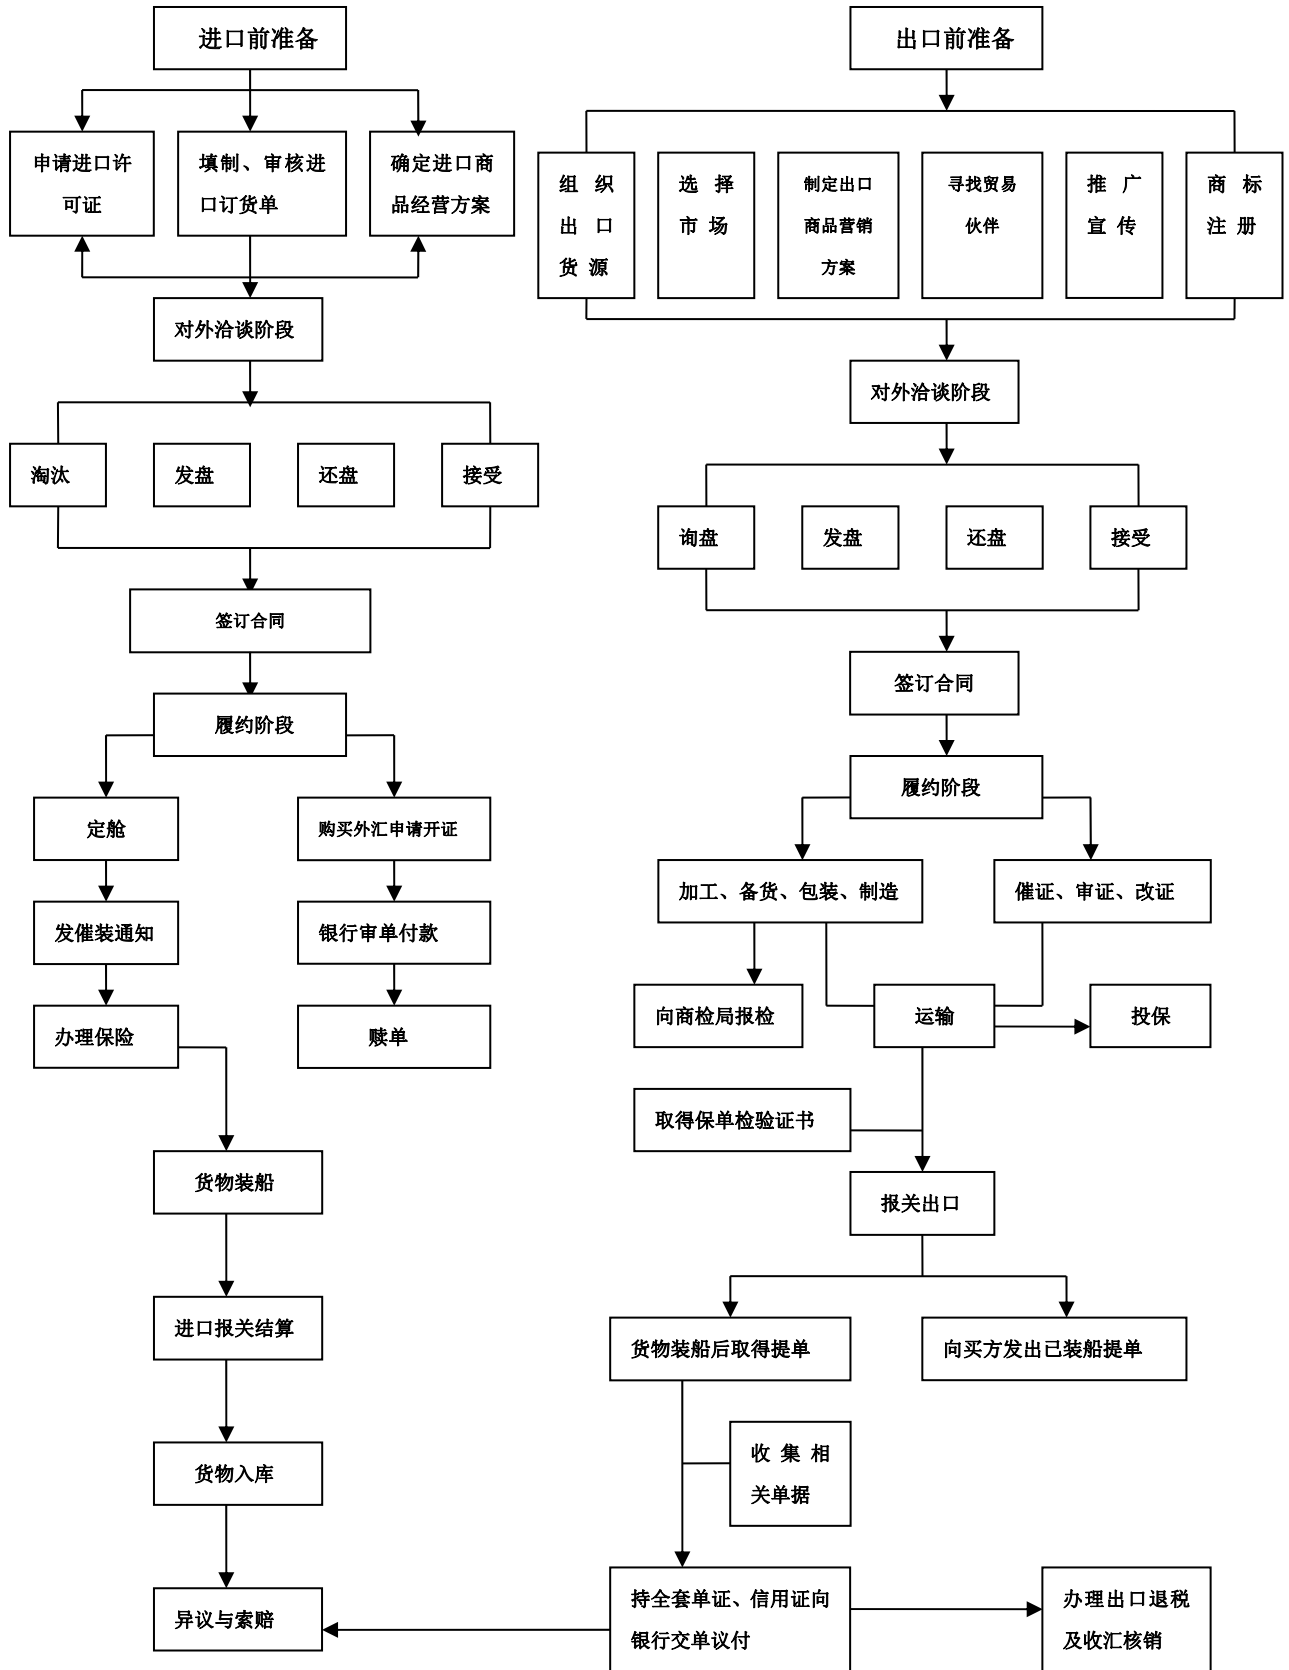 进口前准备
申请进口许
可证
填制、审核进
口订货单
确定进口商
品经营方案
对外洽谈阶段
淘汰
发盘
还盘
接受
签订合同
履约阶段
定舱
购买外汇申请开证
发催装通知
银行审单付款
办理保险
赎单
货物装船
进口报关结算
货物入库
异议与索赔
出口前准备
组织
出口
货源
选择
市场
制定出口
商品营销
方案
寻找贸易
伙伴
推广
宣传
商标
注册
对外洽谈阶段
询盘
发盘
还盘
接受
签订合同
履约阶段
加工、备货、包装、制造
催证、审证、改证
向商检局报检
运输
投保
取得保单检验证书
报关出口
货物装船后取得提单
向买方发出已装船提单
收集相
关单据
持全套单证、信用证向
银行交单议付
办理出口退税
及收汇核销